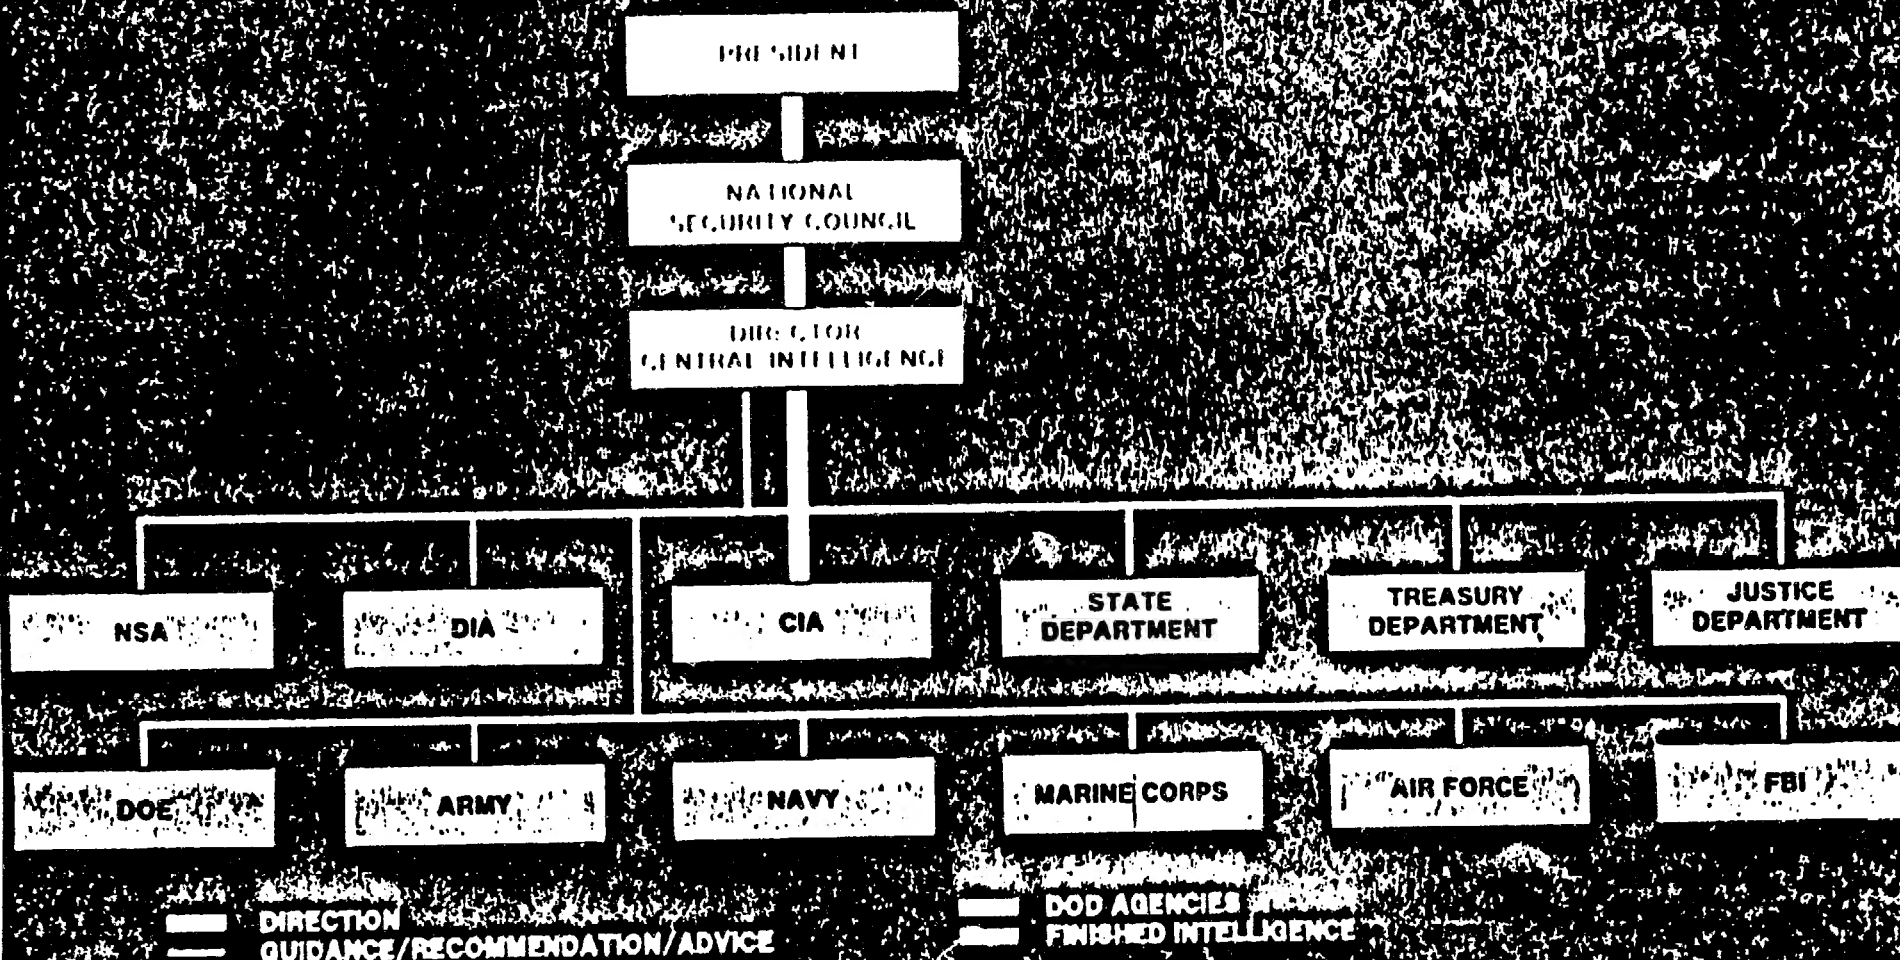 PRESIDENT
NATIONAL
SECURITY COUNCIL
DIRECTOR
CENTRAL INTELLIGENCE
NSA
DIA
CIA
STATE
DEPARTMENT
TREASURY
DEPARTMENT
JUSTICE
DEPARTMENT
DOE
ARMY
NAVY
MARINE CORPS
AIR FORCE
FBI
DIRECTION
GUIDANCE/RECOMMENDATION/ADVICE
DOD AGENCIES
FINISHED INTELLIGENCE